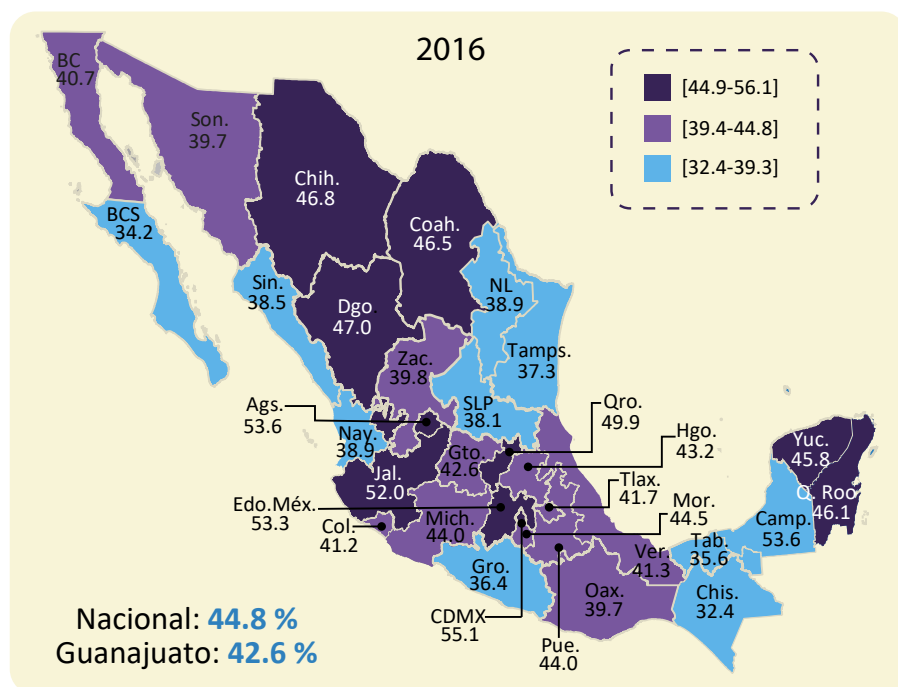 2016
[44.9-56.1]
[39.4-44.8]
[32.4-39.3]
BC
40.7
Son.
39.7
Chih.
46.8
BCS
34.2
Coah.
46.5
Sin.
38.5
NL
38.9
Dgo.
47.0
Tamps.
37.3
Zac.
39.8
Ags.
53.6
SLP
38.1
Qro.
49.9
Nay.
38.9
Gto.
42.6
Hgo.
43.2
Yuc.
45.8
Jal.
52.0
Tlax.
41.7
Q. Roo
46.1
Edo.Méx.
53.3
Mor.
44.5
Camp.
53.6
Col.
41.2
Mich.
44.0
Ver.
41.3
Tab.
35.6
Gro.
36.4
Oax.
39.7
Chis.
32.4
CDMX
55.1
Pue.
44.0
Nacional: 44.8 %
Guanajuato: 42.6 %